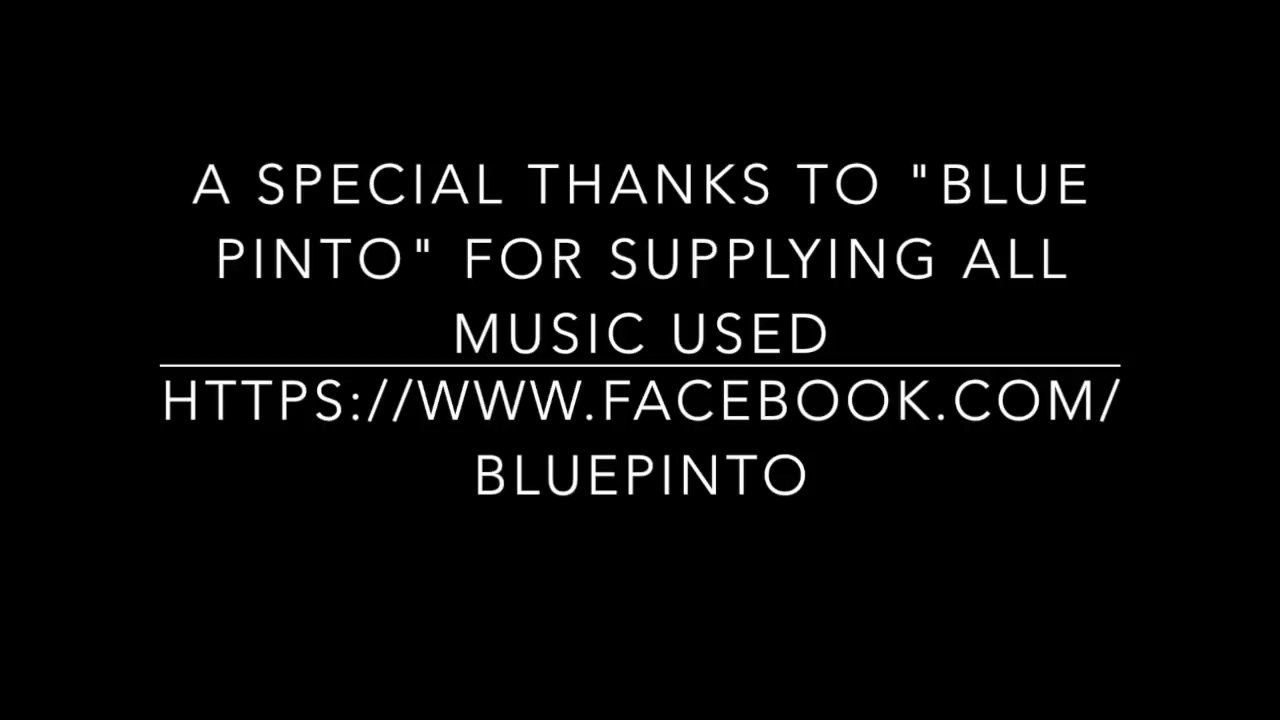 A SPECIAL THANKS TO "BLUE
PINTO" FOR SUPPLYING ALL
MUSIC USED
HTTPS://WWW.FACEBOOK.COM/
BLUEPINTO